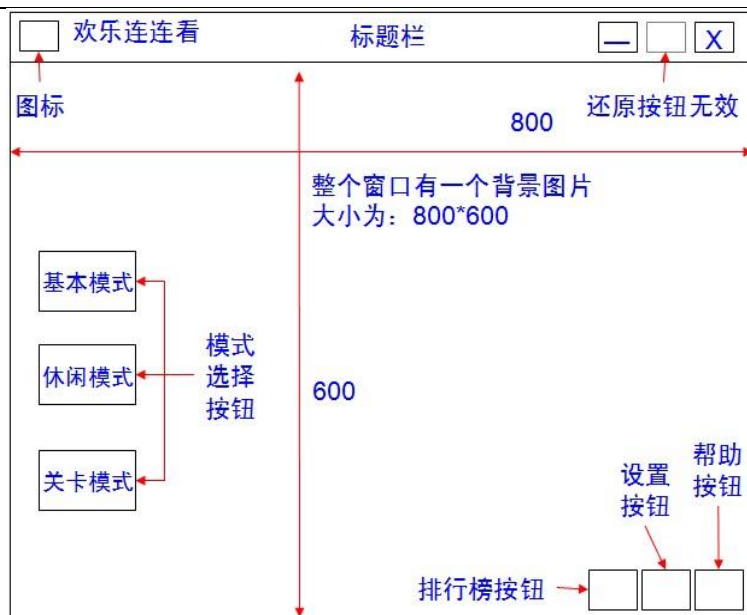 欢乐连连看
标题栏
— X
图标
还原按钮无效
800
整个窗口有一个背景图片
大小为：800*600
基本模式
模式
选择
按钮
休闲模式
600
关卡模式
设置
按钮
帮助
按钮
排行榜按钮